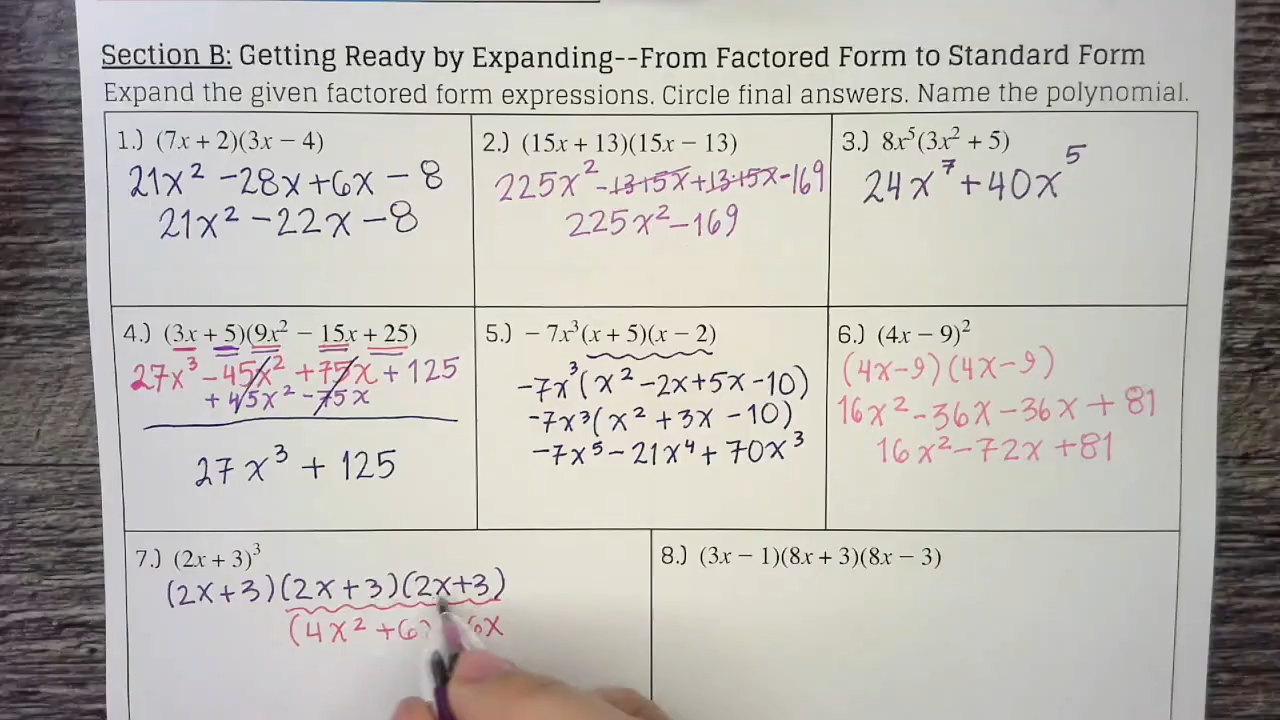 Section B: Getting Ready by Expanding--From Factored Form to Standard Form
Expand the given factored form expressions. Circle final answers. Name the polynomial.
1.) (7x + 2)(3x − 4)
21x² −28x+6x − 8
21x² −22x −8
2.) (15x + 13)(15x − 13)
225x² −13·15x+13·15x−169
225x²−169
3.) 8x⁵(3x² + 5)
24x⁷+40x⁵
4.) (3x + 5)(9x² − 15x + 25)
27x³ −45x² +75x +125
+45x² −75x
27x³ + 125
5.) − 7x³(x + 5)(x − 2)
−7x³(x² −2x+5x −10)
−7x³(x² +3x −10)
−7x⁵ −21x⁴+ 70x³
6.) (4x − 9)²
(4x−9)(4x−9)
16x²−36x−36x + 81
16x²−72x +81
7.) (2x + 3)³
(2x+3)(2x+3)(2x+3)
(4x² +6 6x
8.) (3x − 1)(8x + 3)(8x − 3)